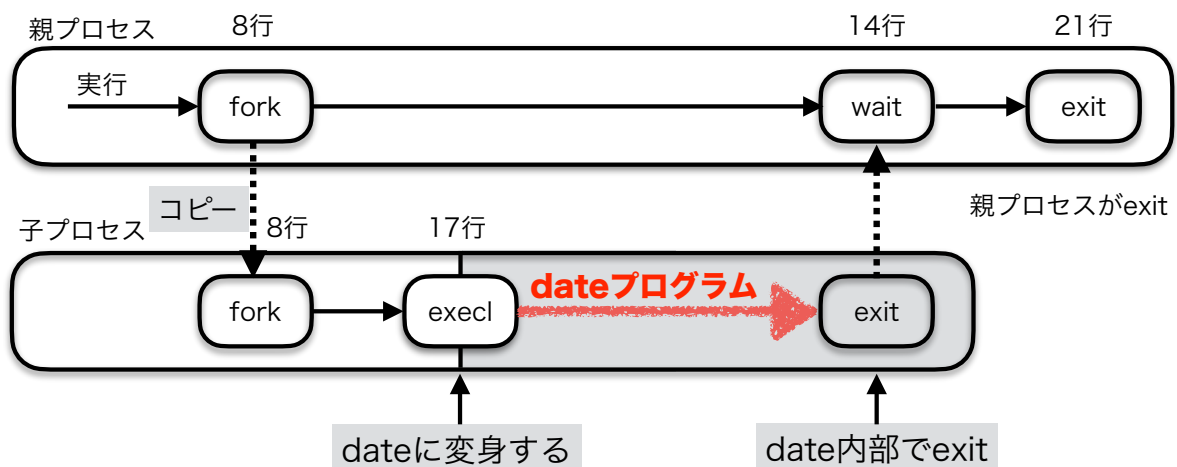 親プロセス
8行
14行
21行
実行
fork
wait
exit
コピー
親プロセスがexit
子プロセス
8行
17行
dateプログラム
fork
execl
exit
dateに変身する
date内部でexit